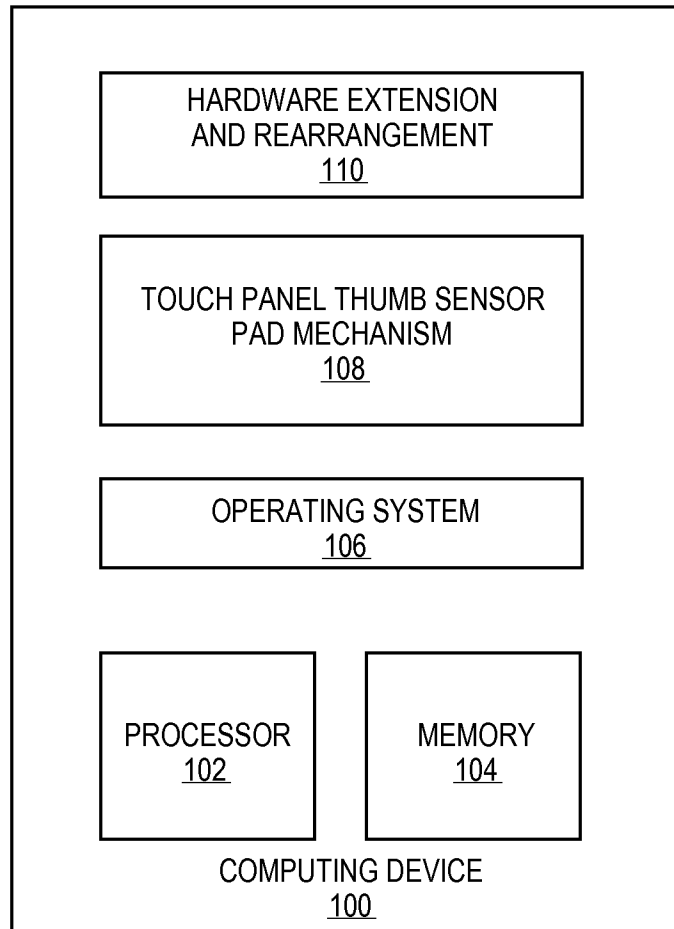 HARDWARE EXTENSION
AND REARRANGEMENT
110
TOUCH PANEL THUMB SENSOR
PAD MECHANISM
108
OPERATING SYSTEM
106
PROCESSOR
102
MEMORY
104
COMPUTING DEVICE
100